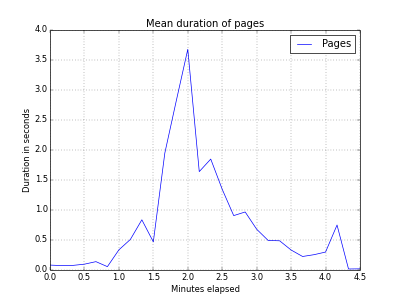 Mean duration of pages
4.0
Pages
3.5
3.0
2.5
2.0
1.5
1.0
0.5
0.0
Duration in seconds
0.0 0.5 1.0 1.5 2.0 2.5 3.0 3.5 4.0 4.5
Minutes elapsed